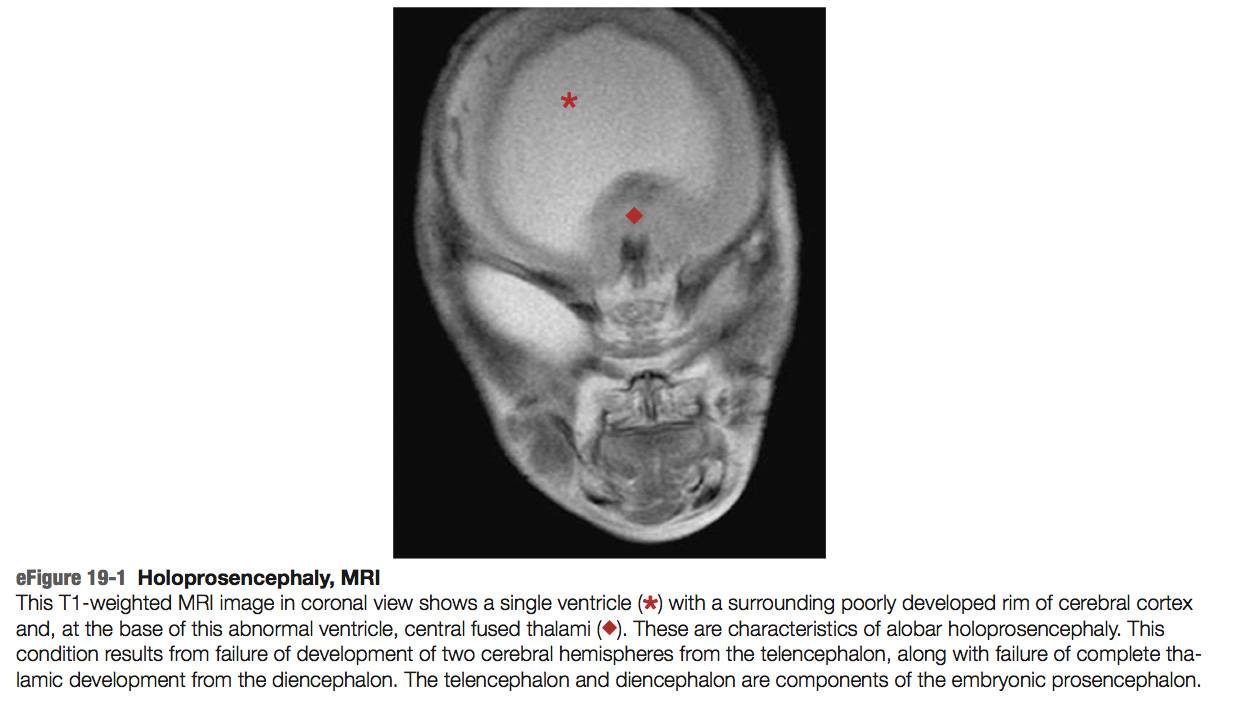 eFigure 19-1 Holoprosencephaly, MRI
This T1-weighted MRI image in coronal view shows a single ventricle (*) with a surrounding poorly developed rim of cerebral cortex
and, at the base of this abnormal ventricle, central fused thalami (◆). These are characteristics of alobar holoprosencephaly. This
condition results from failure of development of two cerebral hemispheres from the telencephalon, along with failure of complete tha-
lamic development from the diencephalon. The telencephalon and diencephalon are components of the embryonic prosencephalon.